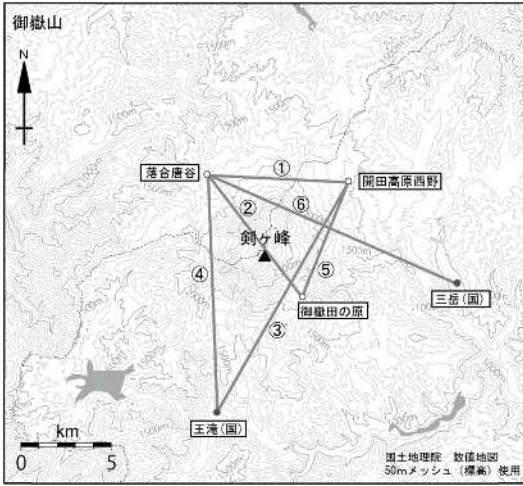 御嶽山
N
1500m
落合唐谷
①
開田高原西野
②
⑥
剣ヶ峰
1500m
④
⑤
三岳(国)
御嶽田の原
③
王滝(国)
km
0 5
国土地理院 数値地図
50mメッシュ(標高)使用